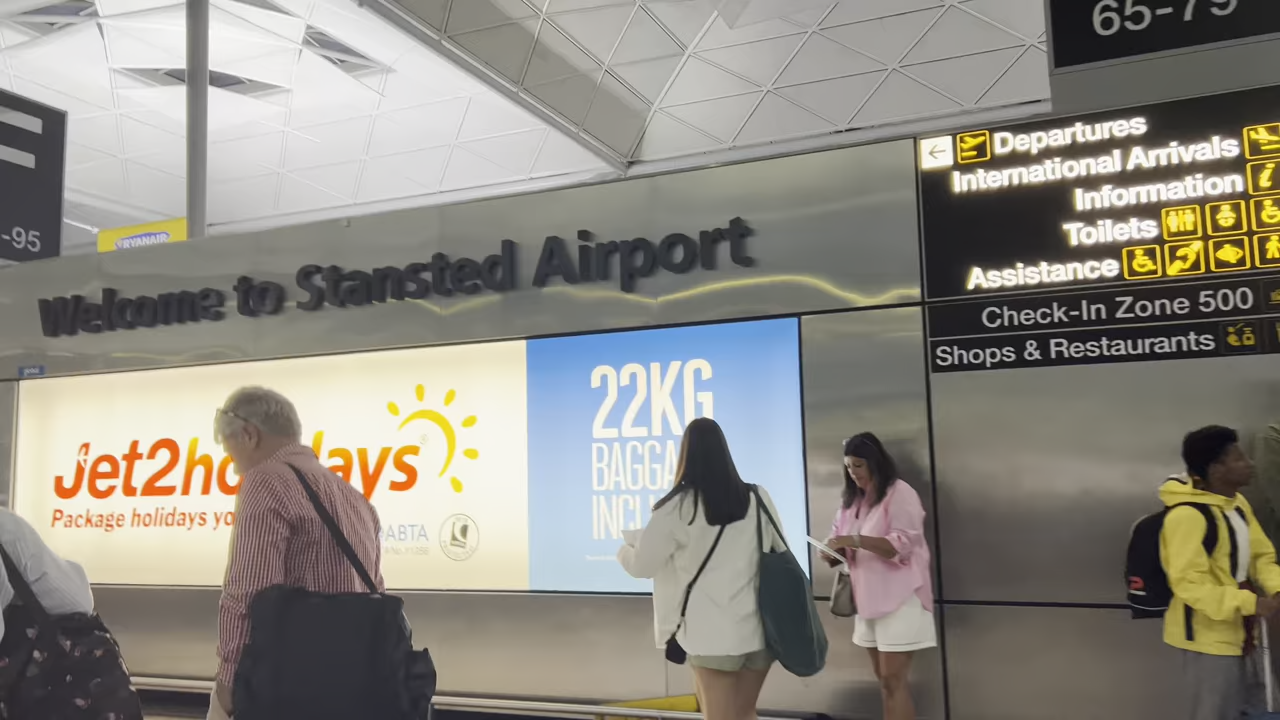 65-79
-95
RYANAIR
Welcome to Stansted Airport
Departures
International Arrivals
Information
Toilets
Assistance
Check-In Zone 500
Shops & Restaurants
Jet2ho days
Package holidays yo
ABTA
22KG
BAGGA
INCL